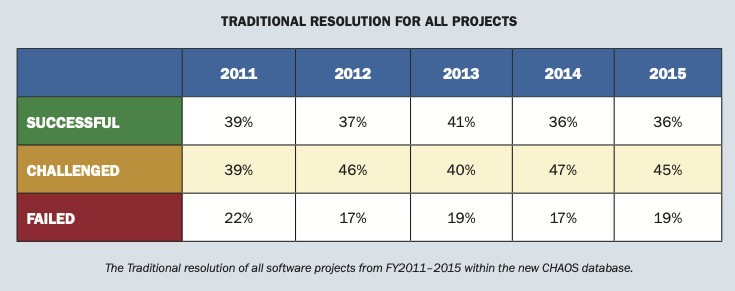 TRADITIONAL RESOLUTION FOR ALL PROJECTS
2011 2012 2013 2014 2015
SUCCESSFUL 39% 37% 41% 36% 36%
CHALLENGED 39% 46% 40% 47% 45%
FAILED 22% 17% 19% 17% 19%
The Traditional resolution of all software projects from FY2011–2015 within the new CHAOS database.